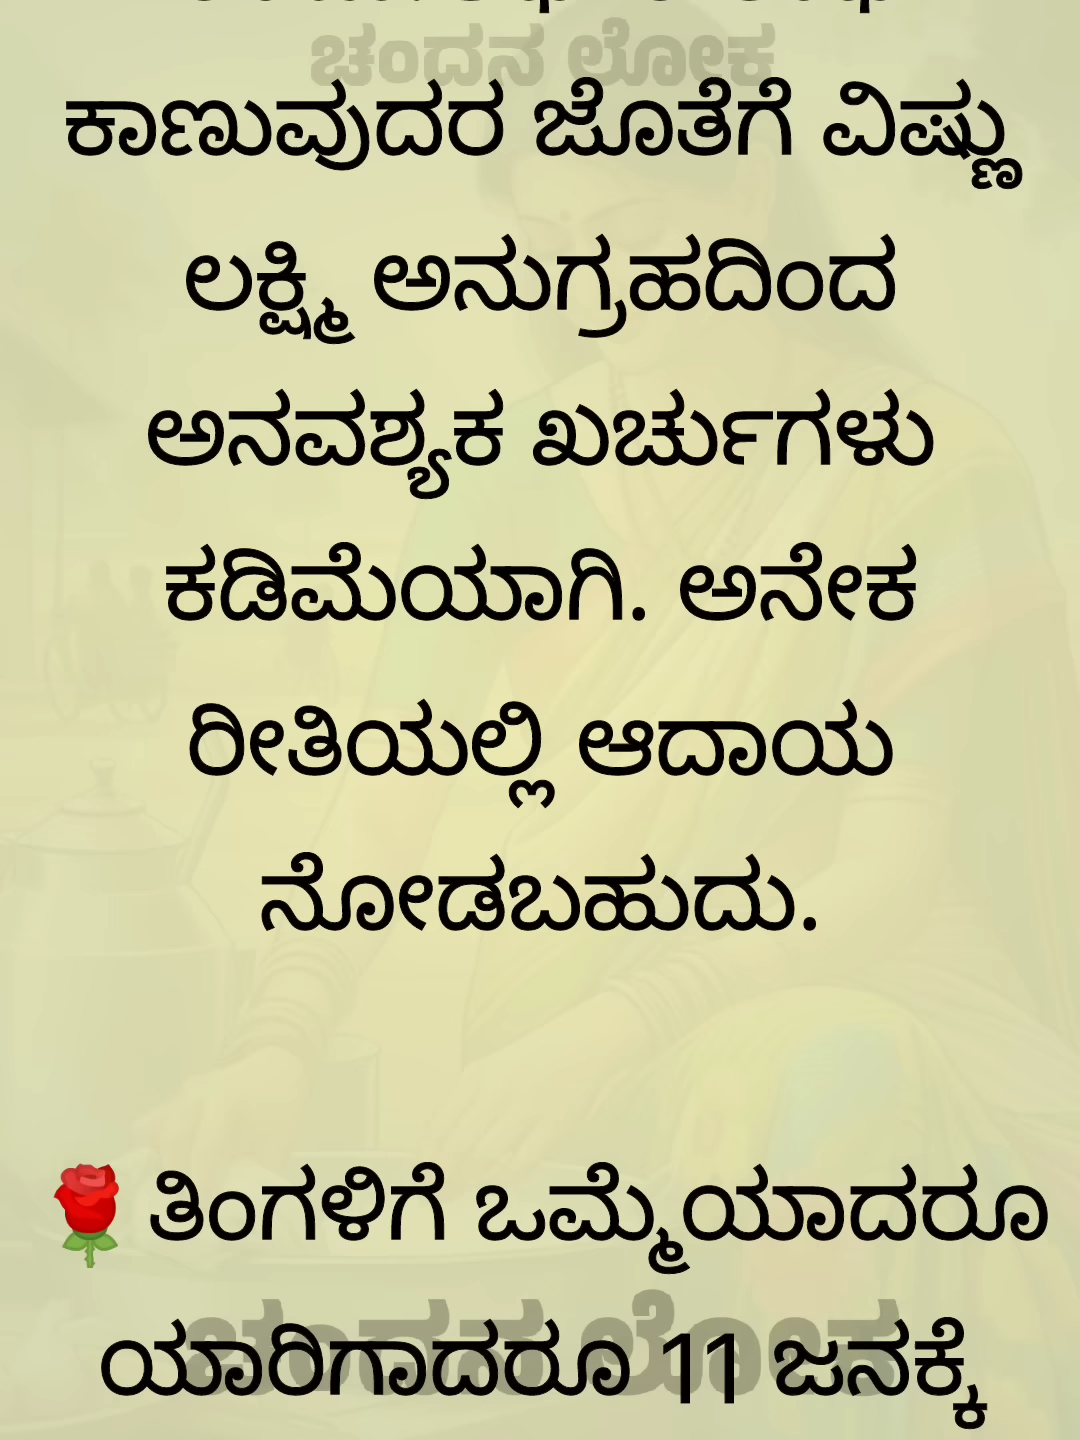 ಚಂದನ ಲೋಕ
ಕಾಣುವುದರ ಜೊತೆಗೆ ವಿಷ್ಣು
ಲಕ್ಷ್ಮಿ ಅನುಗ್ರಹದಿಂದ
ಅನವಶ್ಯಕ ಖರ್ಚುಗಳು
ಕಡಿಮೆಯಾಗಿ. ಅನೇಕ
ರೀತಿಯಲ್ಲಿ ಆದಾಯ
ನೋಡಬಹುದು.
🌹 ತಿಂಗಳಿಗೆ ಒಮ್ಮೆಯಾದರೂ
ಚಂದನ ಲೋಕ
ಯಾರಿಗಾದರೂ 11 ಜನಕ್ಕೆ